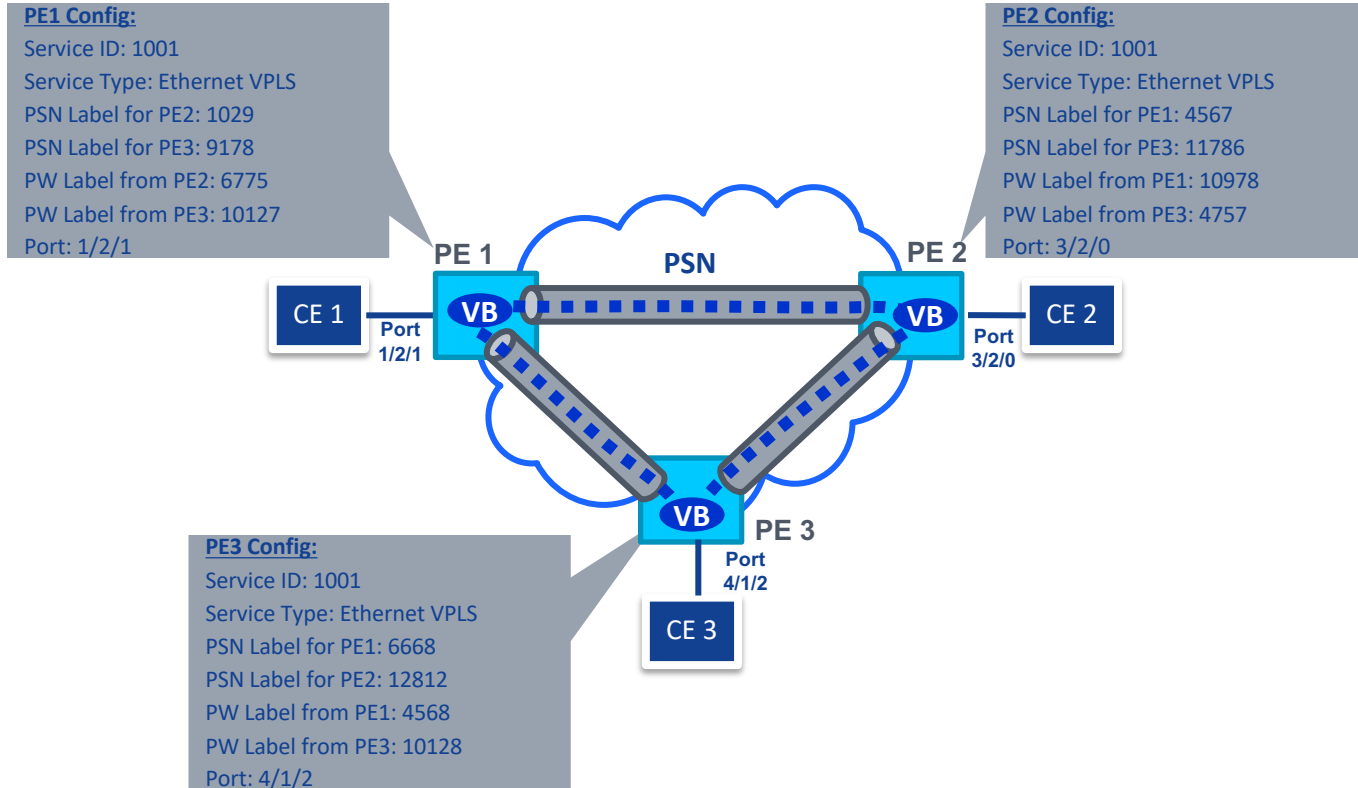 PE1 Config:
Service ID: 1001
Service Type: Ethernet VPLS
PSN Label for PE2: 1029
PSN Label for PE3: 9178
PW Label from PE2: 6775
PW Label from PE3: 10127
Port: 1/2/1
PE2 Config:
Service ID: 1001
Service Type: Ethernet VPLS
PSN Label for PE1: 4567
PSN Label for PE3: 11786
PW Label from PE1: 10978
PW Label from PE3: 4757
Port: 3/2/0
PE 1
PSN
PE 2
CE 1
Port
1/2/1
VB
VB
Port
3/2/0
CE 2
VB
PE 3
Port
4/1/2
CE 3
PE3 Config:
Service ID: 1001
Service Type: Ethernet VPLS
PSN Label for PE1: 6668
PSN Label for PE2: 12812
PW Label from PE1: 4568
PW Label from PE3: 10128
Port: 4/1/2